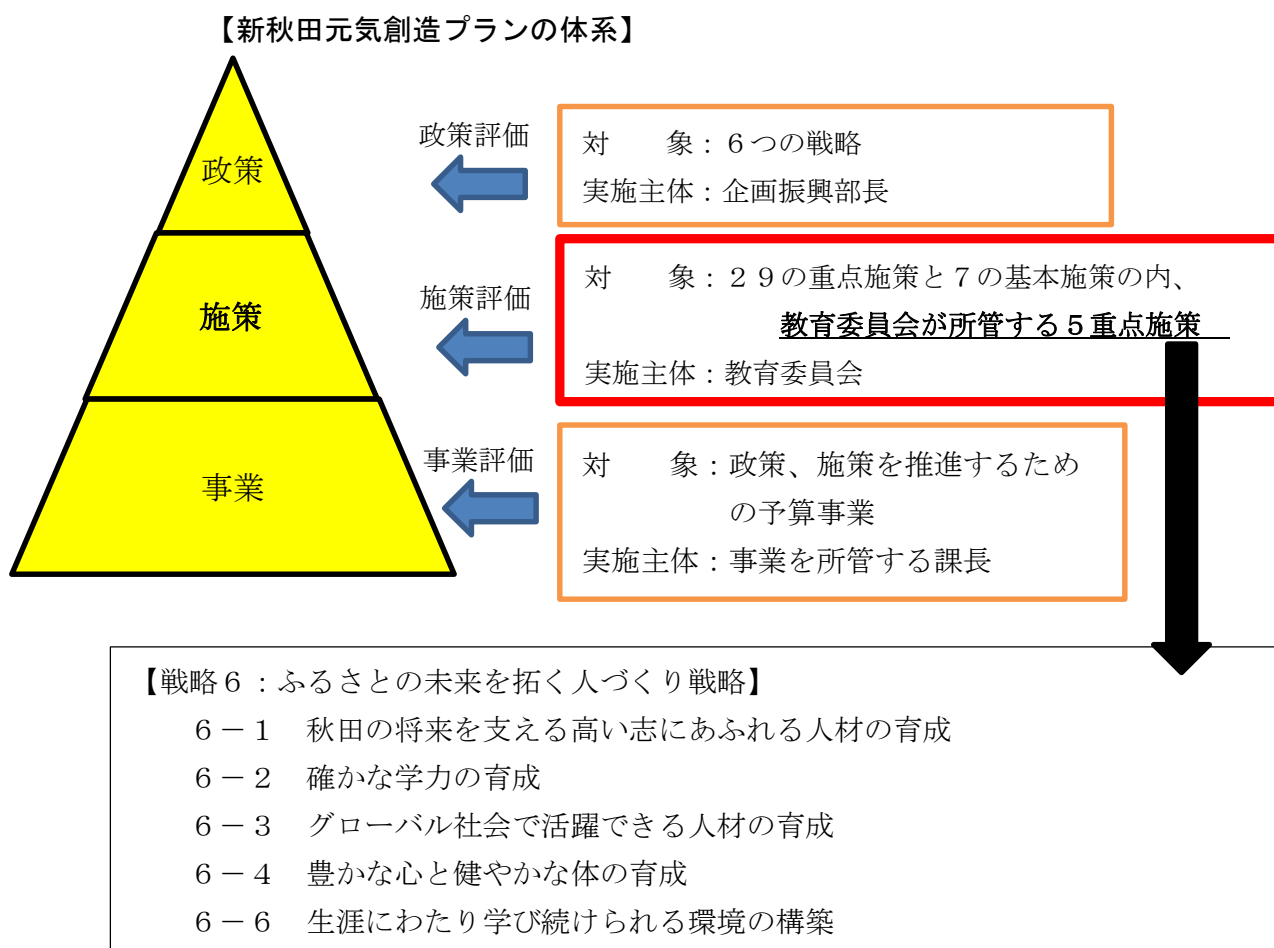 【新秋田元気創造プランの体系】
政策
政策評価
対　　象：６つの戦略
実施主体：企画振興部長
施策
施策評価
対　　象：２９の重点施策と７の基本施策の内、
教育委員会が所管する５重点施策
実施主体：教育委員会
事業
事業評価
対　　象：政策、施策を推進するため
の予算事業
実施主体：事業を所管する課長
【戦略６：ふるさとの未来を拓く人づくり戦略】
６－１　秋田の将来を支える高い志にあふれる人材の育成
６－２　確かな学力の育成
６－３　グローバル社会で活躍できる人材の育成
６－４　豊かな心と健やかな体の育成
６－６　生涯にわたり学び続けられる環境の構築